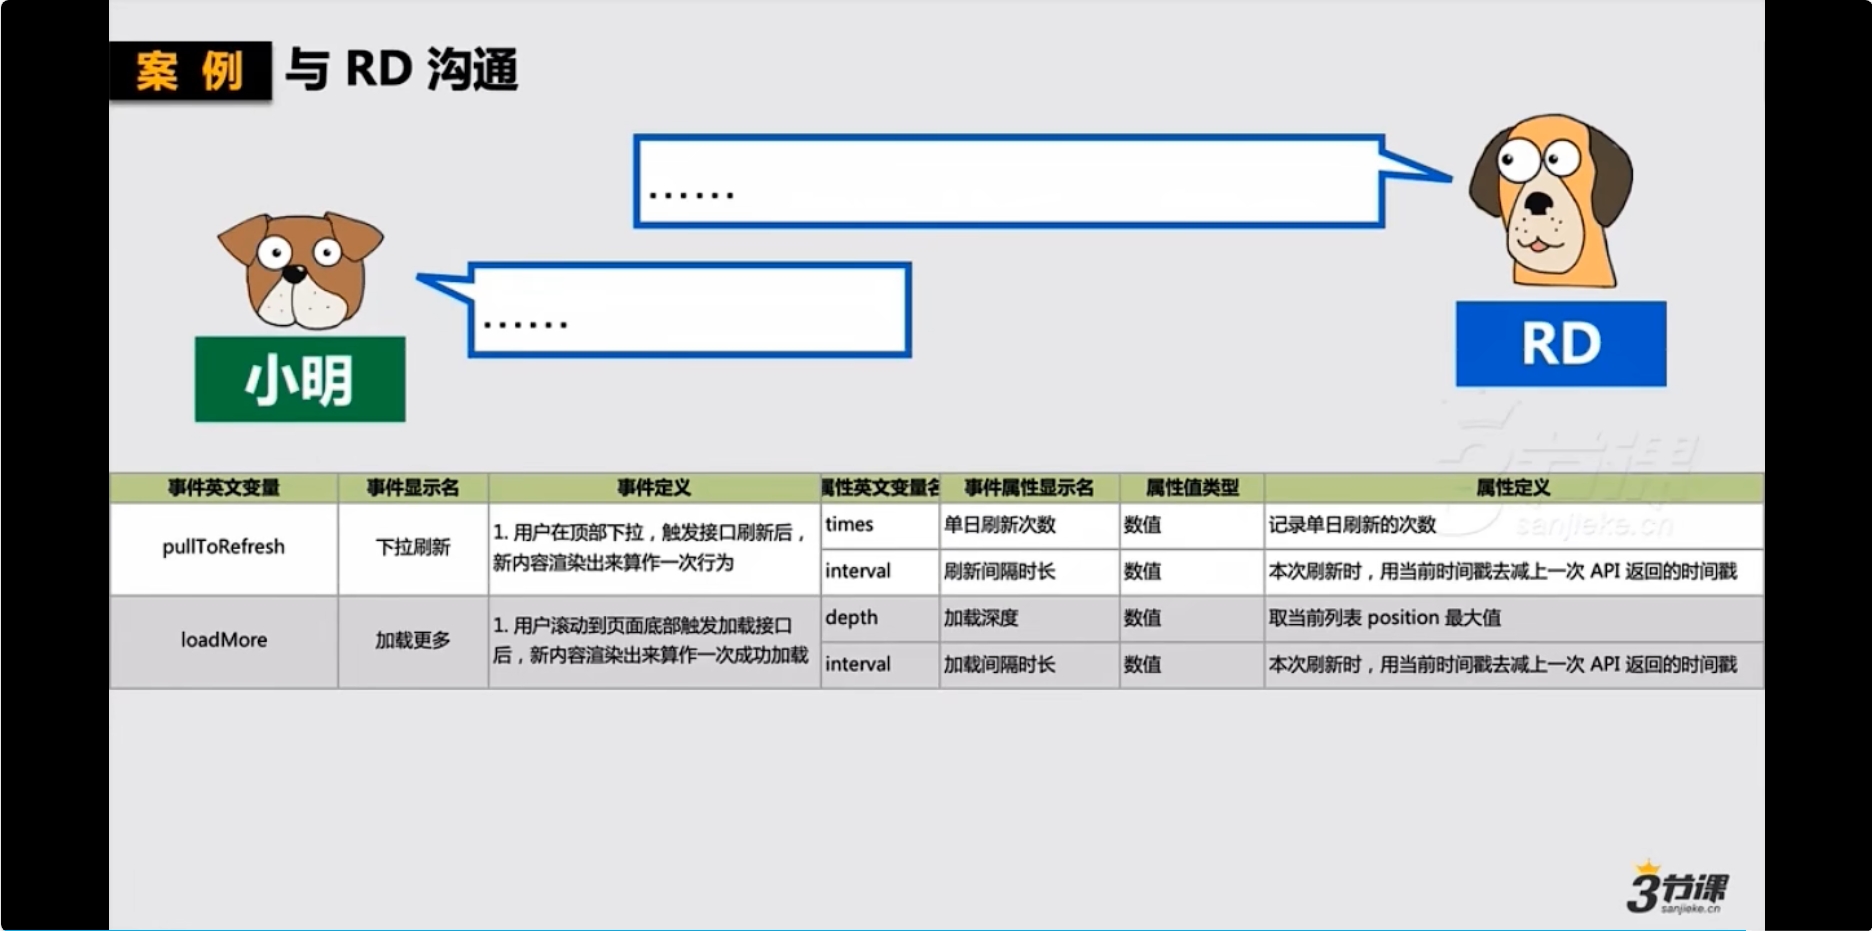 案 例 与 RD 沟通
......
......
小明
RD
事件英文变量 事件显示名 事件定义 属性英文变量名 事件属性显示名 属性值类型 属性定义
pullToRefresh 下拉刷新 1. 用户在顶部下拉，触发接口刷新后，
新内容渲染出来算作一次行为
times 单日刷新次数 数值 记录单日刷新的次数
interval 刷新间隔时长 数值 本次刷新时，用当前时间戳去减上一次 API 返回的时间戳
loadMore 加载更多 1. 用户滚动到页面底部触发加载接口
后，新内容渲染出来算作一次成功加载
depth 加载深度 数值 取当前列表 position 最大值
interval 加载间隔时长 数值 本次刷新时，用当前时间戳去减上一次 API 返回的时间戳
3节课
sanjieke.cn
3节课
sanjieke.cn